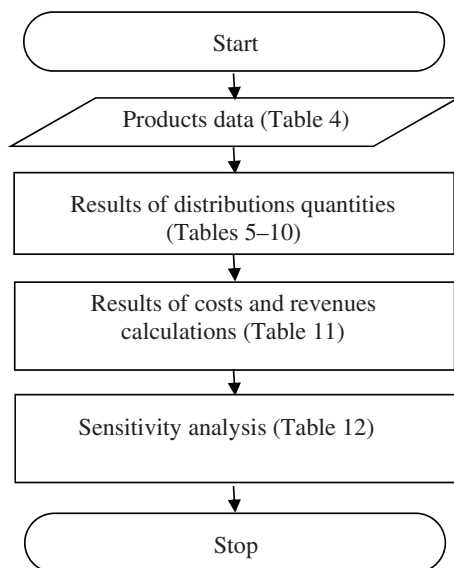 Start
Products data (Table 4)
Results of distributions quantities
(Tables 5–10)
Results of costs and revenues
calculations (Table 11)
Sensitivity analysis (Table 12)
Stop